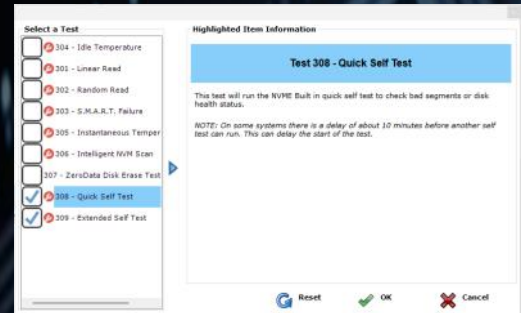 Select a Test
304 - Idle Temperature
301 - Linear Read
302 - Random Read
303 - S.M.A.R.T. Failure
305 - Instantaneous Temper
306 - Intelligent NVM Scan
307 - ZeroData Disk Erase Test
308 - Quick Self Test
309 - Extended Self Test
Highlighted Item Information
Test 308 - Quick Self Test
This test will run the NVME Built in quick self test to check bad segments or disk
health status.
NOTE: On some systems there is a delay of about 10 minutes before another self
test can run. This can delay the start of the test.
Reset
OK
Cancel